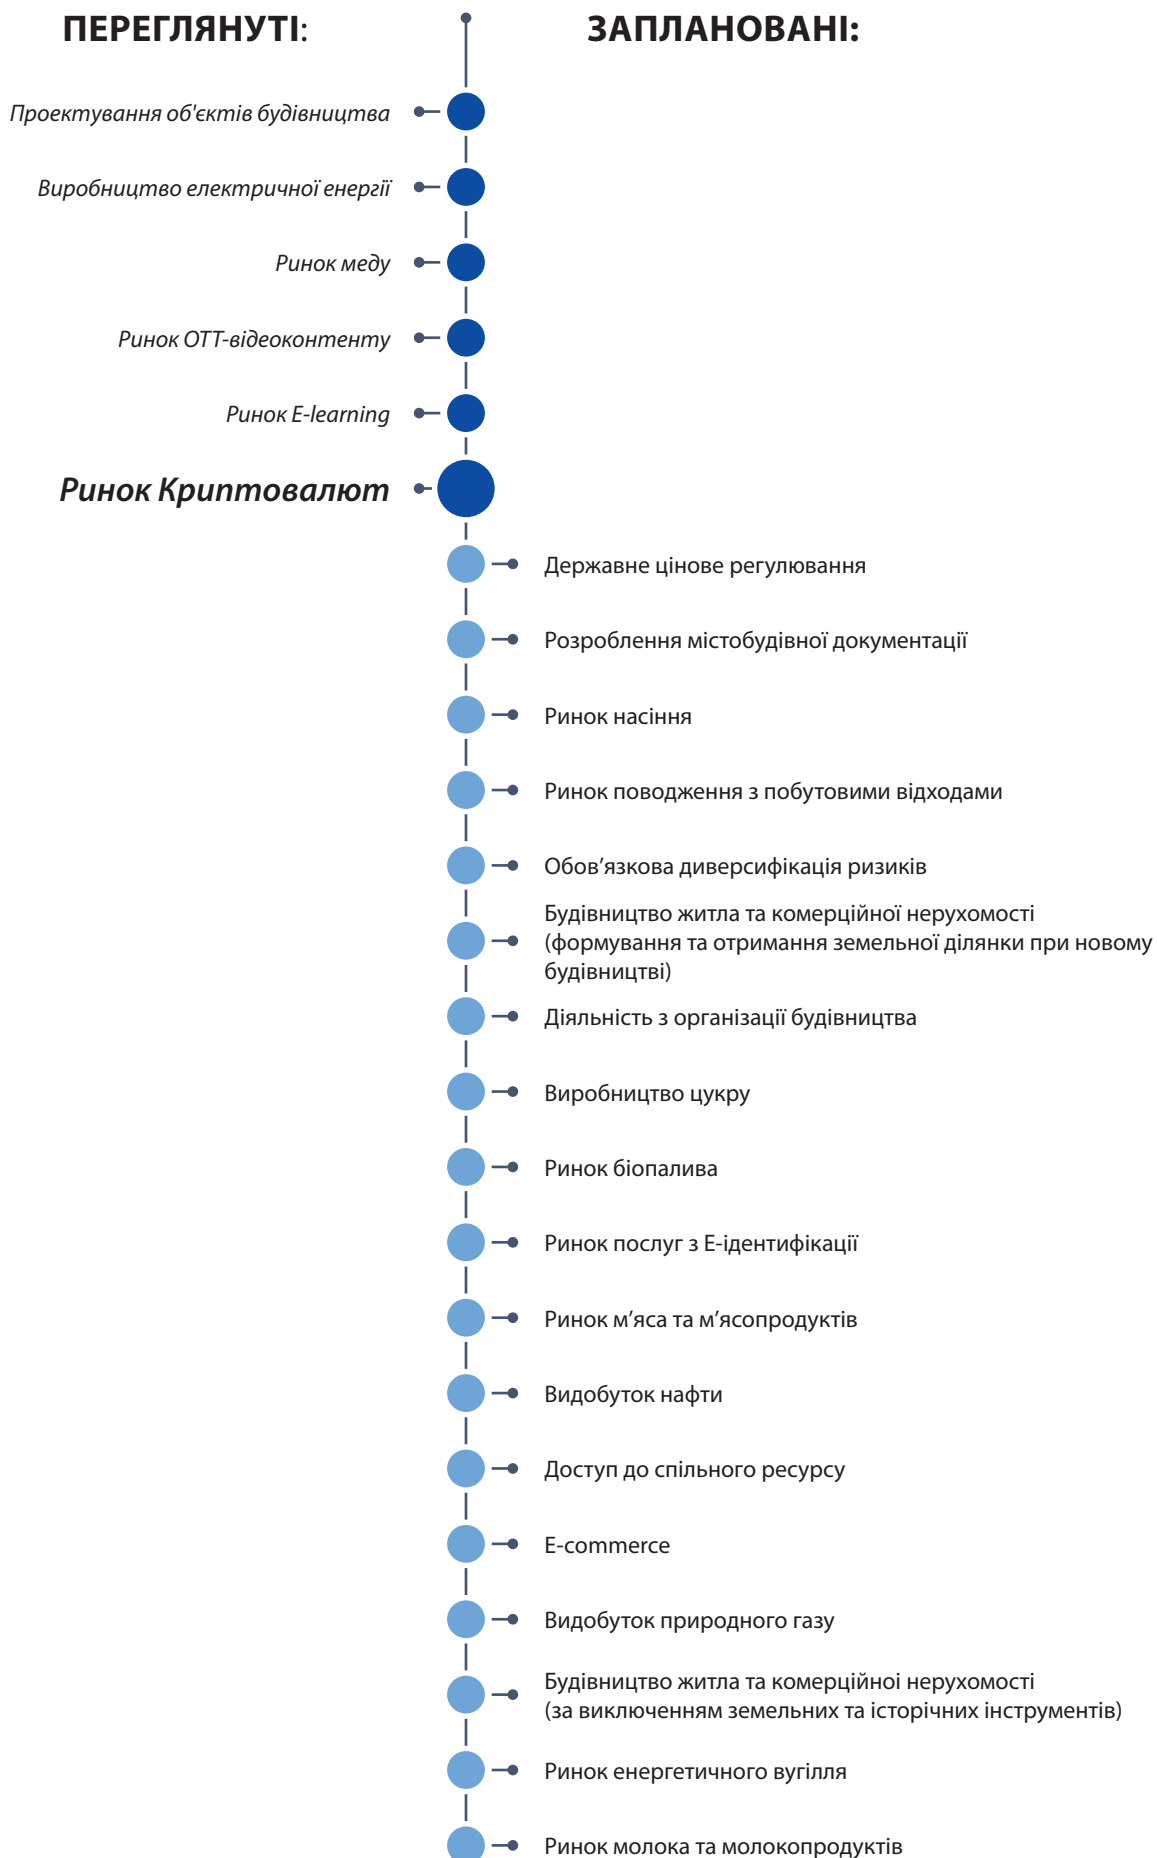 ПЕРЕГЛЯНУТІ:
ЗАПЛАНОВАНІ:
Проектування об'єктів будівництва
Виробництво електричної енергії
Ринок меду
Ринок ОТТ-відеоконтенту
Ринок E-learning
Ринок Криптовалют
Державне цінове регулювання
Розроблення містобудівної документації
Ринок насіння
Ринок поводження з побутовими відходами
Обов’язкова диверсифікація ризиків
Будівництво житла та комерційної нерухомості
(формування та отримання земельної ділянки при новому
будівництві)
Діяльність з організації будівництва
Виробництво цукру
Ринок біопалива
Ринок послуг з Е-ідентифікації
Ринок м’яса та м’ясопродуктів
Видобуток нафти
Доступ до спільного ресурсу
E-commerce
Видобуток природного газу
Будівництво житла та комерційноі нерухомості
(за виключенням земельних та історичних інструментів)
Ринок енергетичного вугілля
Ринок молока та молокопродуктів